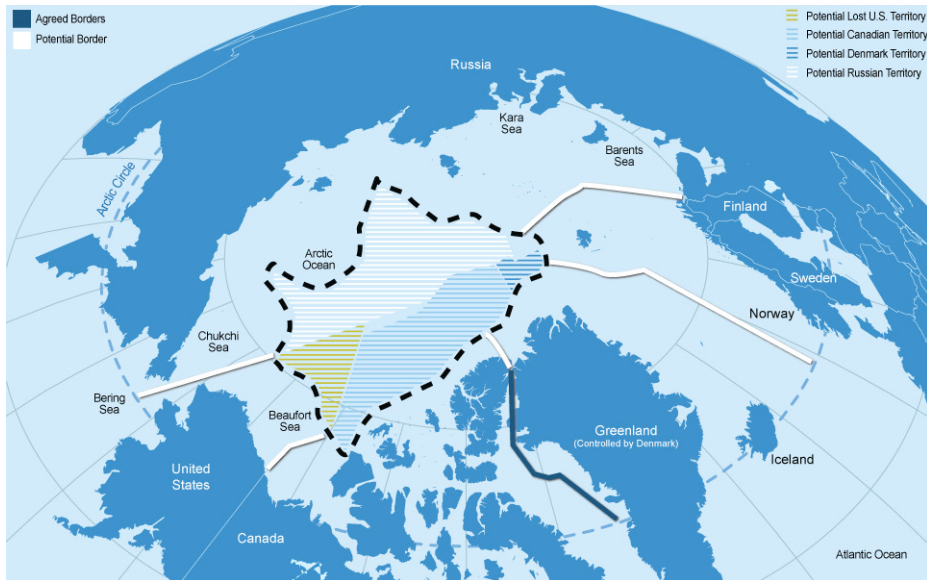 Agreed Borders
Potential Border
Potential Lost U.S. Territory
Potential Canadian Territory
Potential Denmark Territory
Potential Russian Territory
Russia
Kara
Sea
Barents
Sea
Arctic Circle
Finland
Arctic
Ocean
Sweden
Norway
Chukchi
Sea
Bering
Sea
Beaufort
Sea
Greenland
(Controlled by Denmark)
Iceland
United
States
Canada
Atlantic Ocean